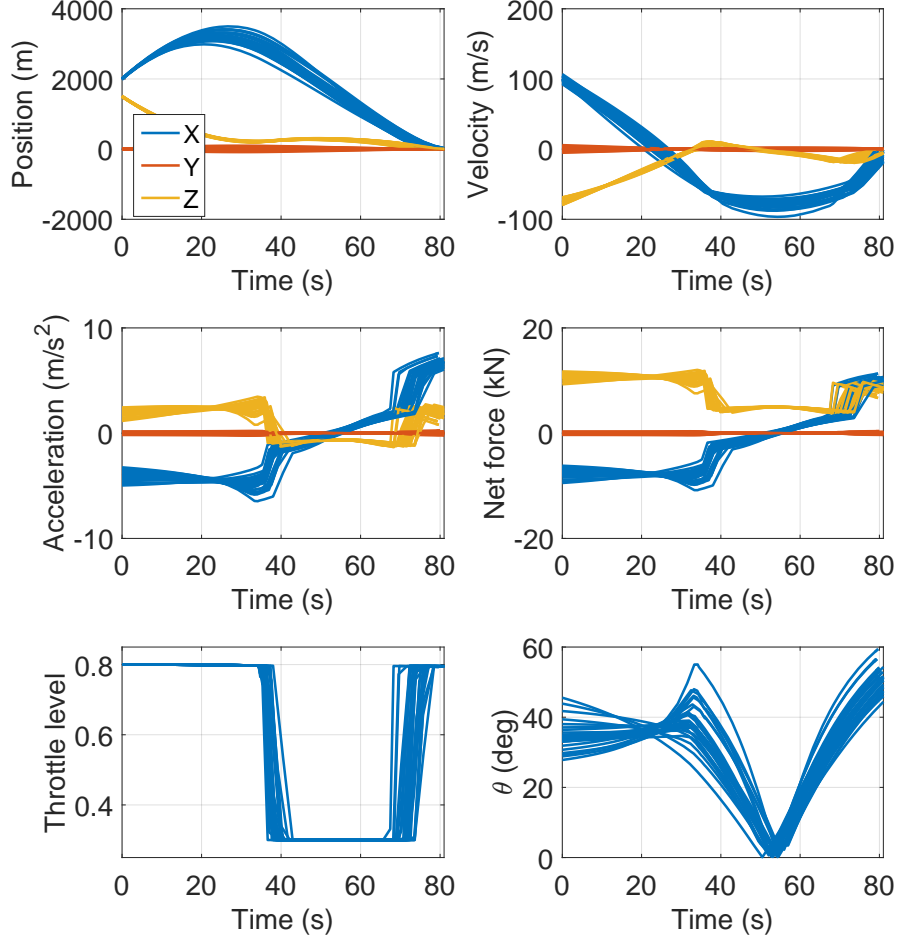 4000
2000
0
-2000
Position (m)
X
Y
Z
0 20 40 60 80
Time (s)
200
100
0
-100
Velocity (m/s)
0 20 40 60 80
Time (s)
10
0
-10
Acceleration (m/s²)
0 20 40 60 80
Time (s)
20
0
-20
Net force (kN)
0 20 40 60 80
Time (s)
0.8
0.6
0.4
Throttle level
0 20 40 60 80
Time (s)
60
40
20
0
θ (deg)
0 20 40 60 80
Time (s)